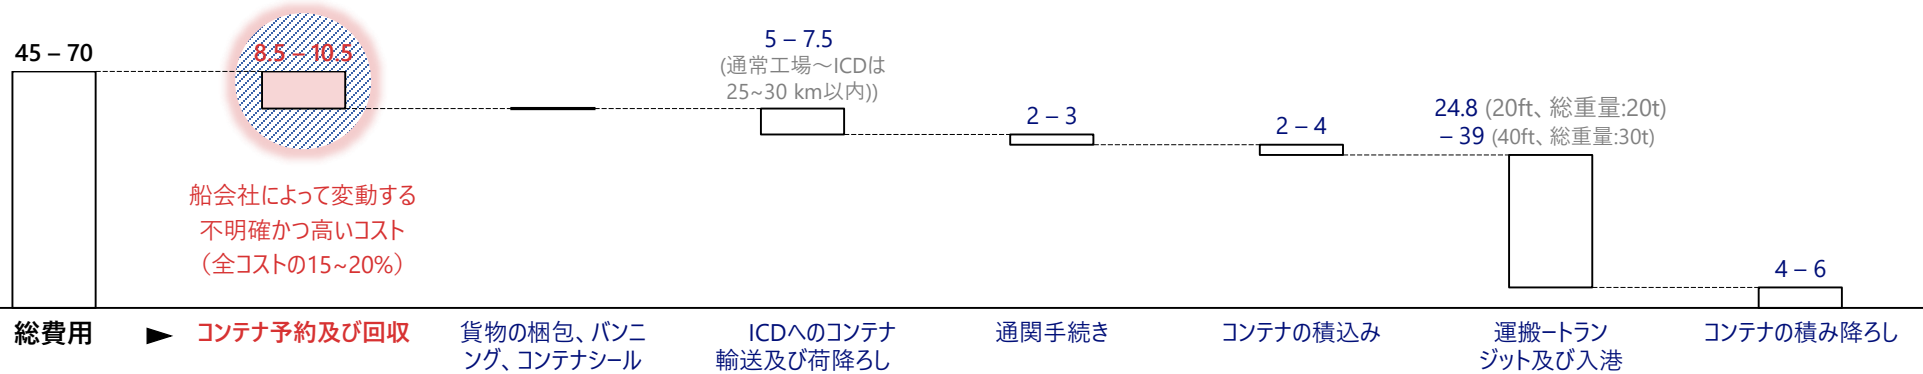 45 – 70
8.5 – 10.5
船会社によって変動する
不明確かつ高いコスト
（全コストの15~20%）
5 – 7.5
(通常工場～ICDは
25~30 km以内))
2 – 3
2 – 4
24.8 (20ft、総重量:20t)
– 39 (40ft、総重量:30t)
4 – 6
総費用
コンテナ予約及び回収
貨物の梱包、バンニ
ング、コンテナシール
ICDへのコンテナ
輸送及び荷降ろし
通関手続き
コンテナの積込み
運搬–トラン
ジット及び入港
コンテナの積み降ろし